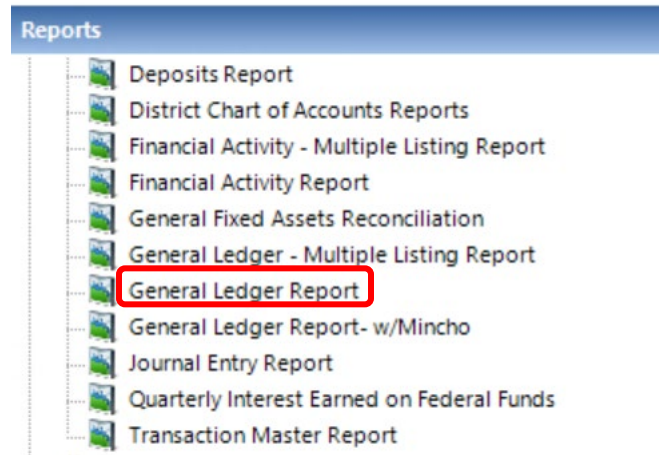 Reports
Deposits Report
District Chart of Accounts Reports
Financial Activity - Multiple Listing Report
Financial Activity Report
General Fixed Assets Reconciliation
General Ledger - Multiple Listing Report
General Ledger Report
General Ledger Report- w/Mincho
Journal Entry Report
Quarterly Interest Earned on Federal Funds
Transaction Master Report